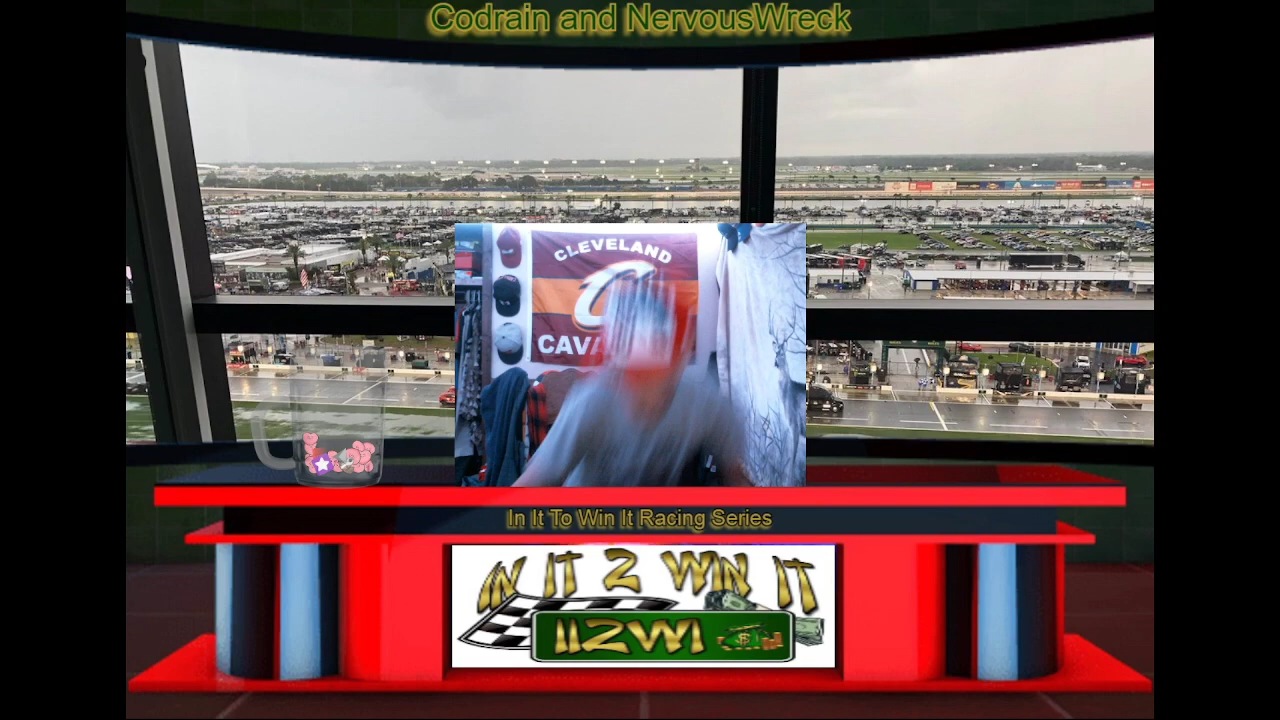 Codrain and NervousWreck
CLEVELAND
C
CAVA
In It To Win It Racing Series
IN IT 2 WIN IT
II2WI
$